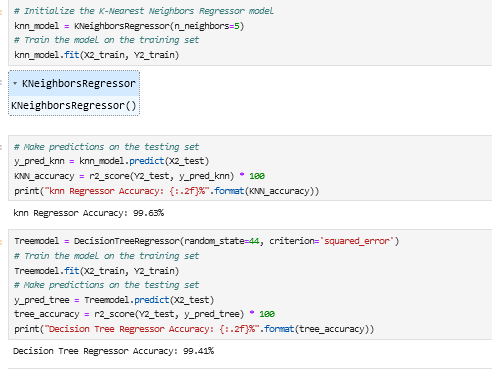 # Initialize the K-Nearest Neighbors Regressor model
knn_model = KNeighborsRegressor(n_neighbors=5)
# Train the model on the training set
knn_model.fit(X2_train, Y2_train)
KNeighborsRegressor
KNeighborsRegressor()
# Make predictions on the testing set
y_pred_knn = knn_model.predict(X2_test)
KNN_accuracy = r2_score(Y2_test, y_pred_knn) * 100
print("knn Regressor Accuracy: {:.2f}%".format(KNN_accuracy))
knn Regressor Accuracy: 99.63%
Treemodel = DecisionTreeRegressor(random_state=44, criterion='squared_error')
# Train the model on the training set
Treemodel.fit(X2_train, Y2_train)
# Make predictions on the testing set
y_pred_tree = Treemodel.predict(X2_test)
tree_accuracy = r2_score(Y2_test, y_pred_tree) * 100
print("Decision Tree Regressor Accuracy: {:.2f}%".format(tree_accuracy))
Decision Tree Regressor Accuracy: 99.41%